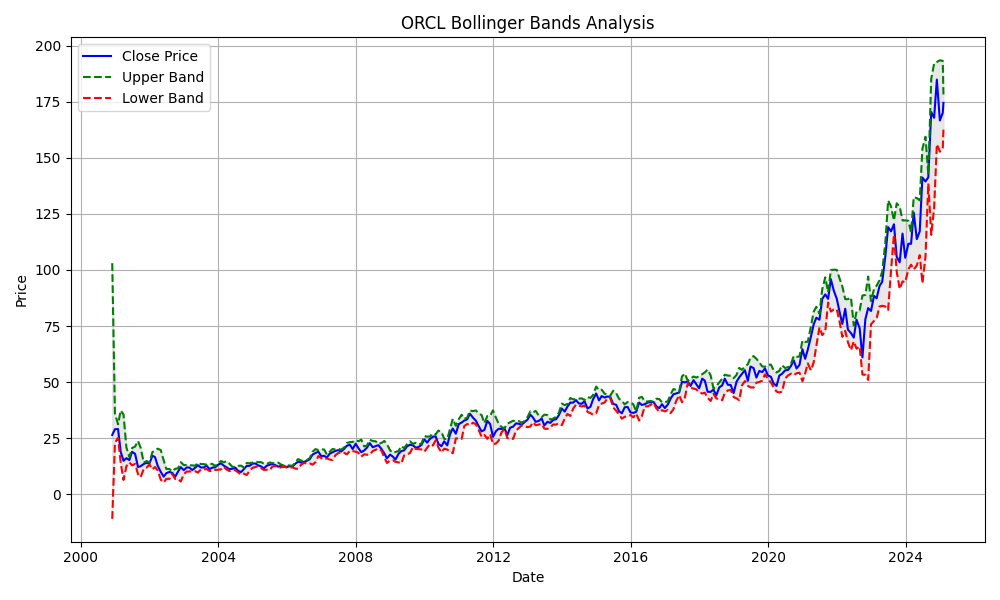 ORCL Bollinger Bands Analysis
Close Price
Upper Band
Lower Band
Price
200
175
150
125
100
75
50
25
0
2000 2004 2008 2012 2016 2020 2024
Date